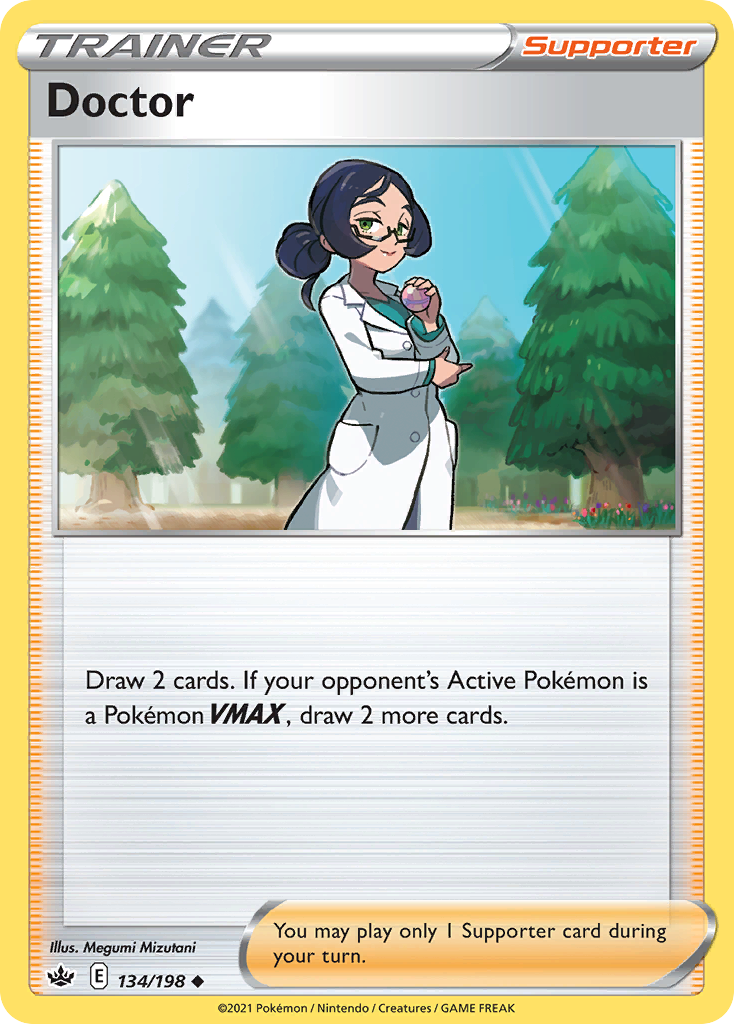 TRAINER Supporter
Doctor
Draw 2 cards. If your opponent's Active Pokémon is
a Pokémon VMAX, draw 2 more cards.
You may play only 1 Supporter card during
your turn.
Illus. Megumi Mizutani
E 134/198
©2021 Pokémon / Nintendo / Creatures / GAME FREAK